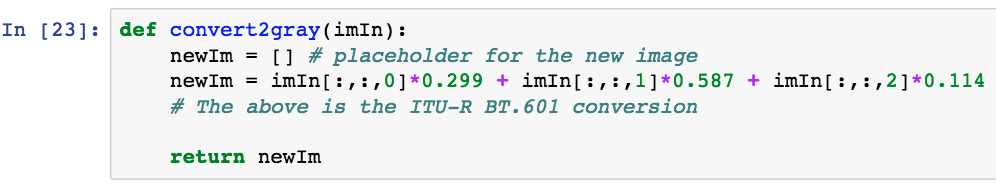 In [23]: def convert2gray(imIn):
    newIm = [] # placeholder for the new image
    newIm = imIn[:,:,0]*0.299 + imIn[:,:,1]*0.587 + imIn[:,:,2]*0.114
    # The above is the ITU-R BT.601 conversion
    return newIm